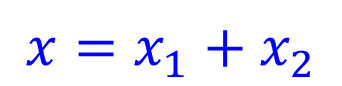 x = x₁ + x₂